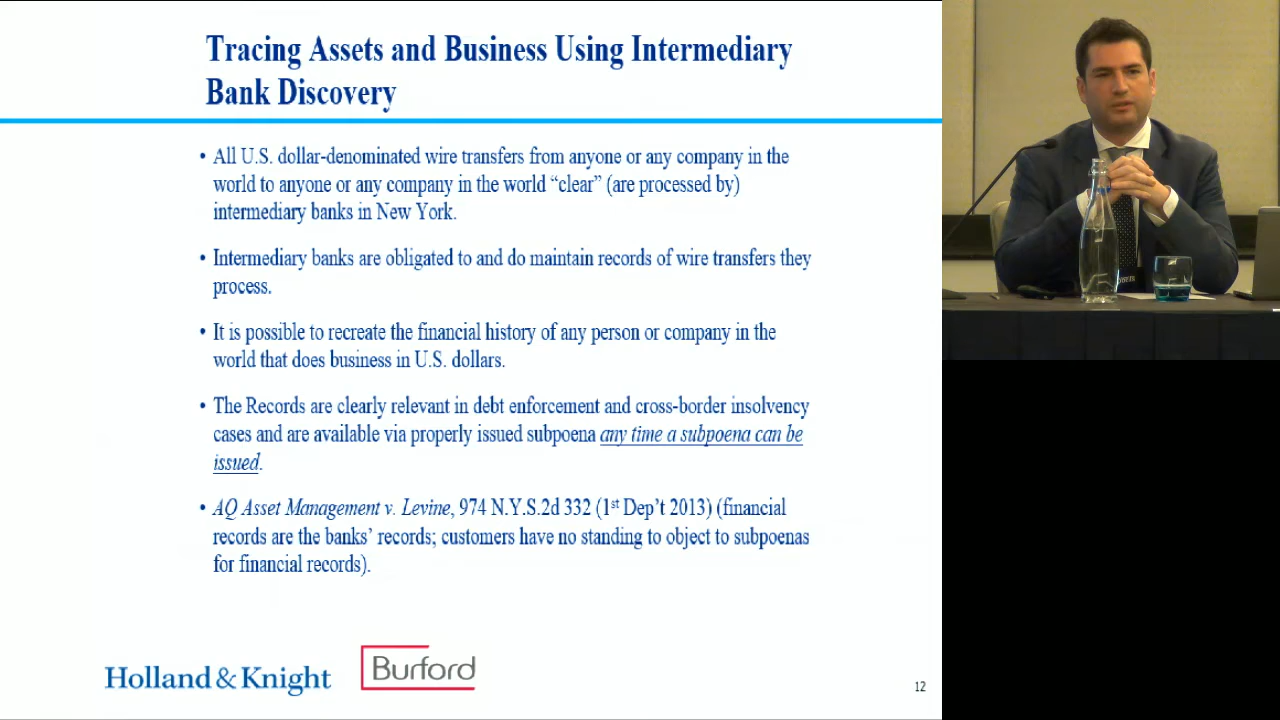 Tracing Assets and Business Using Intermediary
Bank Discovery
• All U.S. dollar-denominated wire transfers from anyone or any company in the
world to anyone or any company in the world “clear” (are processed by)
intermediary banks in New York.
• Intermediary banks are obligated to and do maintain records of wire transfers they
process.
• It is possible to recreate the financial history of any person or company in the
world that does business in U.S. dollars.
• The Records are clearly relevant in debt enforcement and cross-border insolvency
cases and are available via properly issued subpoena any time a subpoena can be
issued.
• AQ Asset Management v. Levine, 974 N.Y.S.2d 332 (1st Dep’t 2013) (financial
records are the banks’ records; customers have no standing to object to subpoenas
for financial records).
Holland & Knight
Burford
12